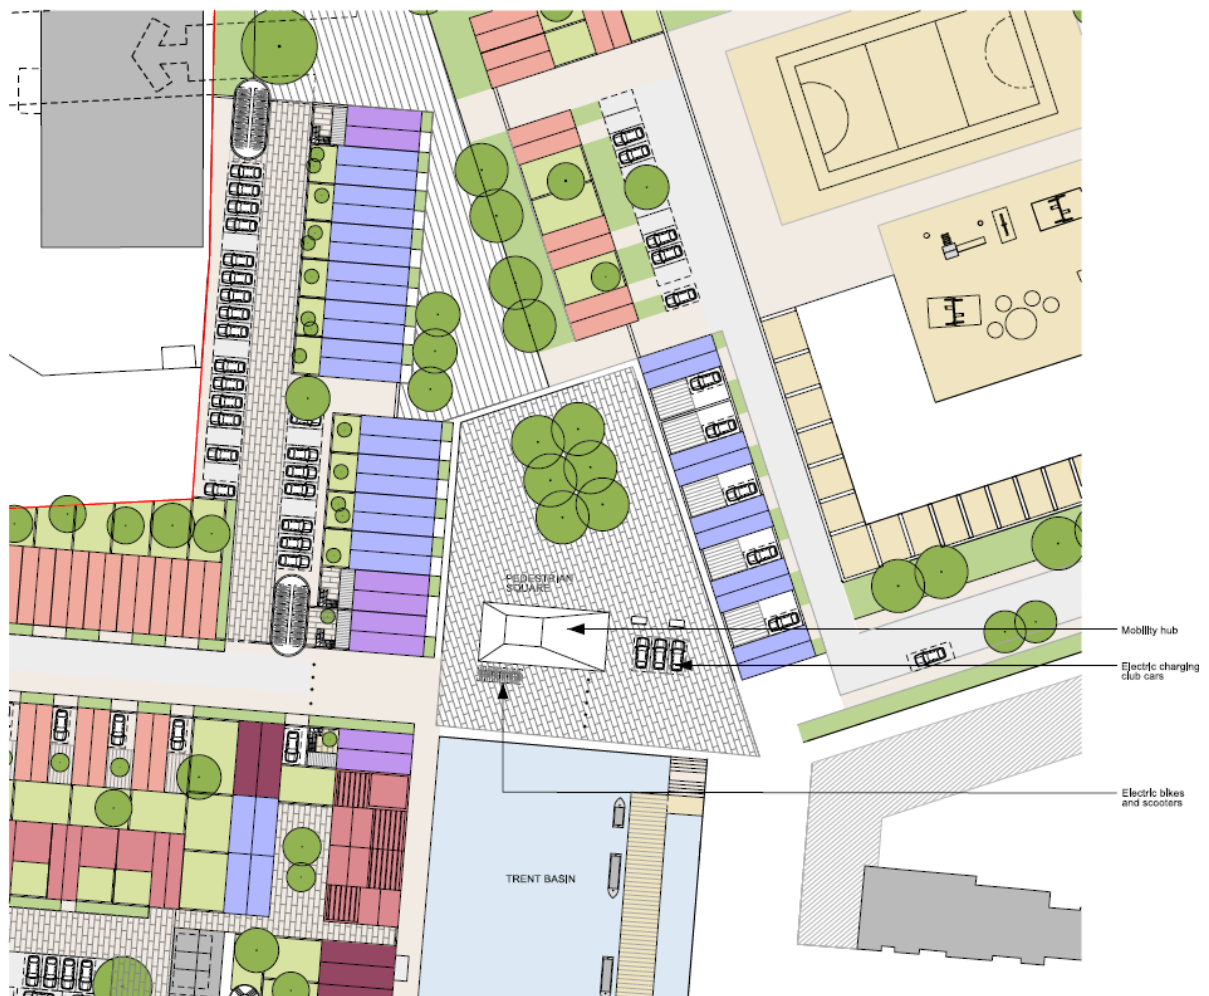 PEDESTRIAN
SQUARE
Mobility hub
Electric charging
club cars
Electric bikes
and scooters
TRENT BASIN